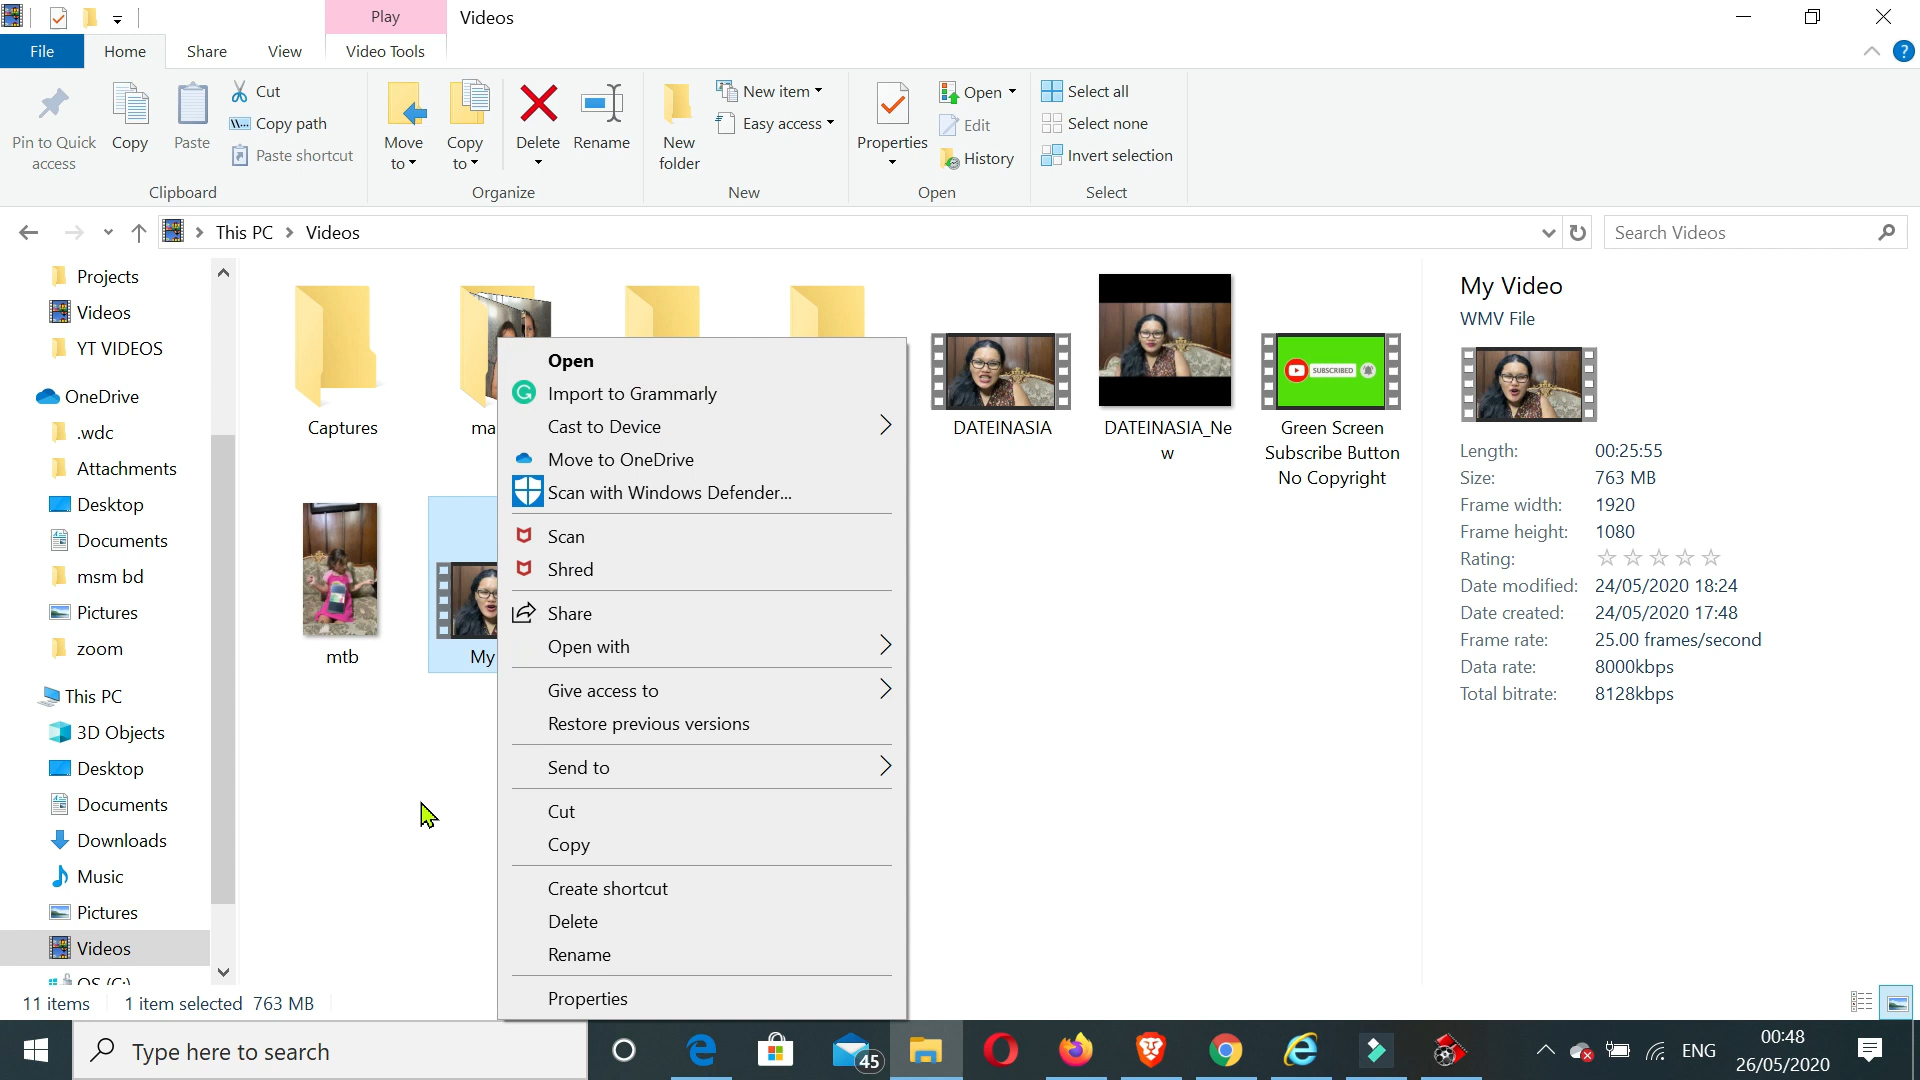 Play
Videos
File
Home
Share
View
Video Tools
Pin to Quick access
Copy
Paste
Cut
Copy path
Paste shortcut
Clipboard
Move to
Copy to
Delete
Rename
Organize
New folder
New item
Easy access
New
Properties
Open
Edit
History
Open
Select all
Select none
Invert selection
Select
This PC
Videos
Search Videos
Projects
Videos
YT VIDEOS
OneDrive
.wdc
Attachments
Desktop
Documents
msm bd
Pictures
zoom
This PC
3D Objects
Desktop
Documents
Downloads
Music
Pictures
Videos
OS (C:)
Captures
ma
DATEINASIA
DATEINASIA_Ne
w
SUBSCRIBED
Green Screen
Subscribe Button
No Copyright
mtb
My
Open
Import to Grammarly
Cast to Device
Move to OneDrive
Scan with Windows Defender...
Scan
Shred
Share
Open with
Give access to
Restore previous versions
Send to
Cut
Copy
Create shortcut
Delete
Rename
Properties
My Video
WMV File
Length: 00:25:55
Size: 763 MB
Frame width: 1920
Frame height: 1080
Rating:
Date modified: 24/05/2020 18:24
Date created: 24/05/2020 17:48
Frame rate: 25.00 frames/second
Data rate: 8000kbps
Total bitrate: 8128kbps
11 items
1 item selected 763 MB
Type here to search
45
ENG
00:48
26/05/2020